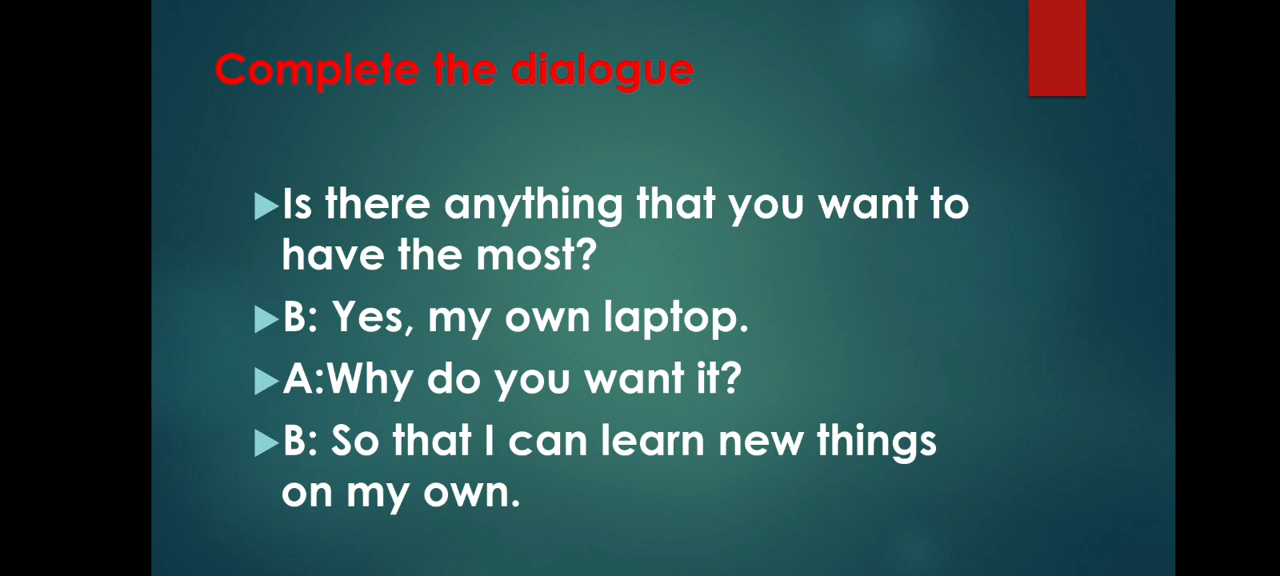 Complete the dialogue
Is there anything that you want to
have the most?
B: Yes, my own laptop.
A:Why do you want it?
B: So that I can learn new things
on my own.